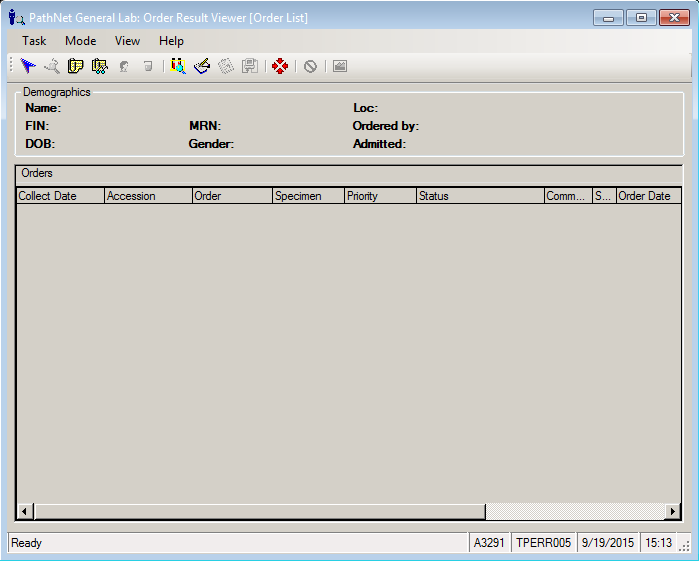 PathNet General Lab: Order Result Viewer [Order List]
Task Mode View Help
Demographics
Name: Loc:
FIN: MRN: Ordered by:
DOB: Gender: Admitted:
Orders
Collect Date Accession Order Specimen Priority Status Comm... S... Order Date
Ready A3291 TPERR005 9/19/2015 15:13